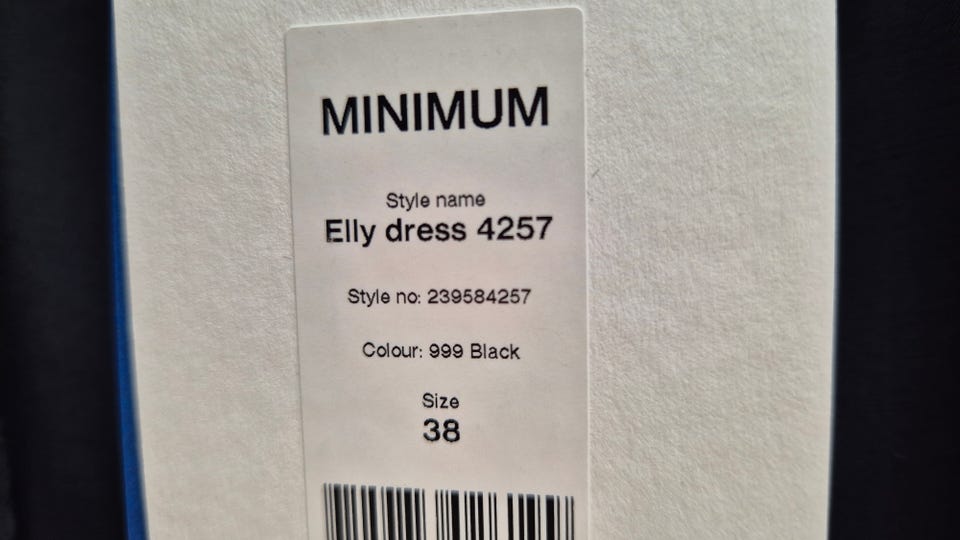 MINIMUM
Style name
Elly dress 4257
Style no: 239584257
Colour: 999 Black
Size
38